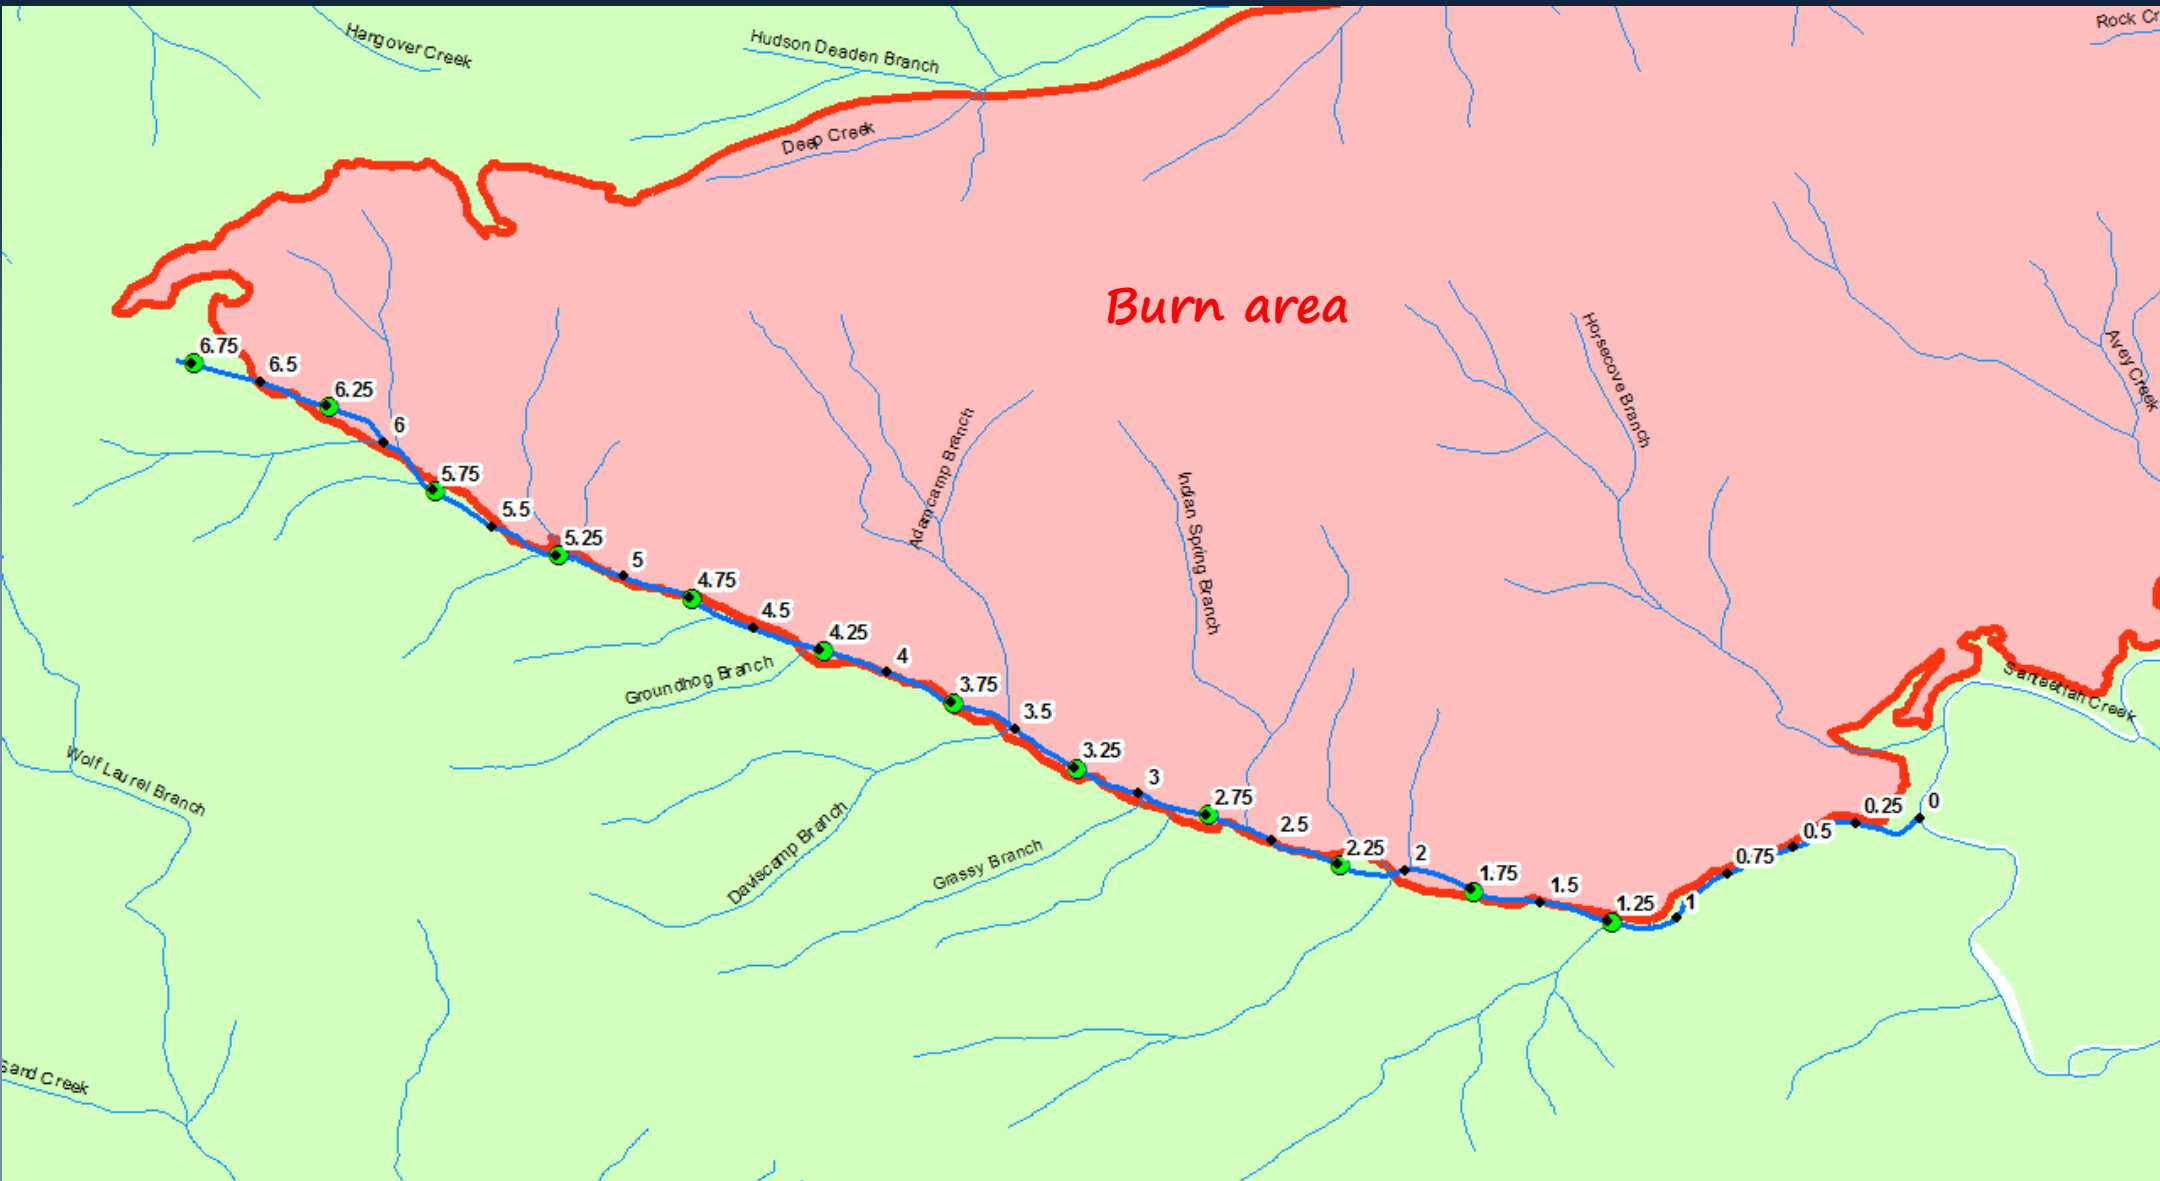 Hangover Creek
Hudson Deaden Branch
Rock Cr
Deep Creek
Burn area
Horsecove Branch
Avey Creek
6.75
6.5
6.25
6
5.75
5.5
5.25
5
4.75
4.5
4.25
4
3.75
3.5
3.25
3
2.75
2.5
2.25
2
1.75
1.5
1.25
1
0.75
0.5
0.25
0
Adamcamp Branch
Indian Spring Branch
Santeetlah Creek
Groundhog Branch
Wolf Laurel Branch
Daviscamp Branch
Grassy Branch
Sand Creek